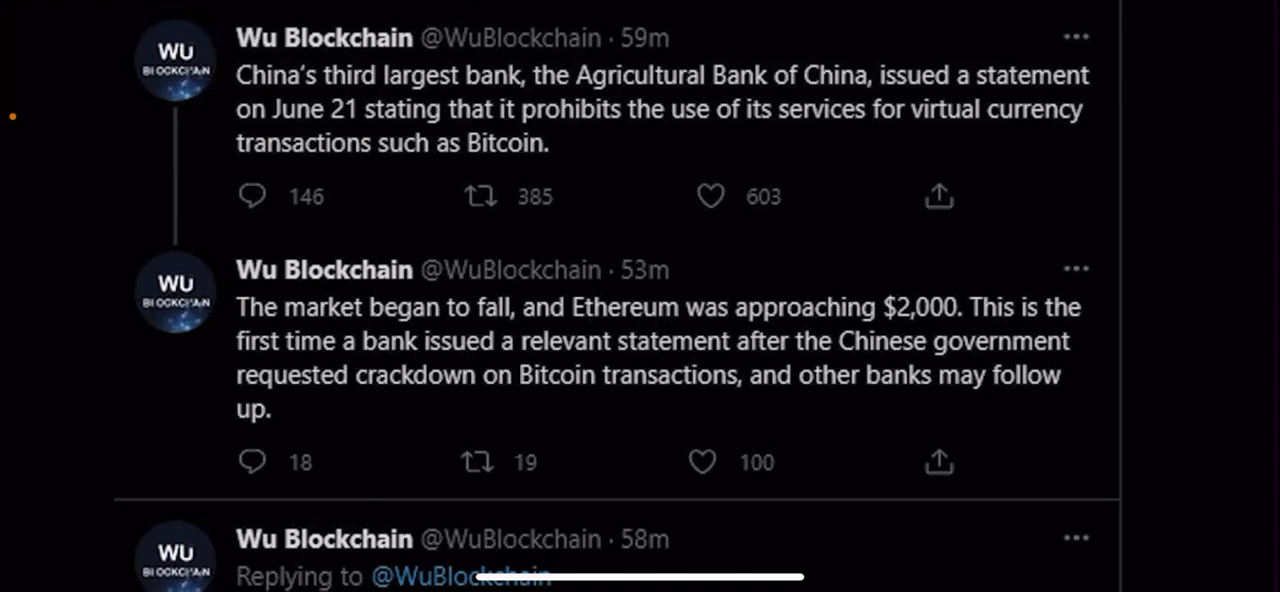 WU
BLOCKCHAIN
Wu Blockchain @WuBlockchain · 59m
China's third largest bank, the Agricultural Bank of China, issued a statement
on June 21 stating that it prohibits the use of its services for virtual currency
transactions such as Bitcoin.
146 385 603
WU
BLOCKCHAIN
Wu Blockchain @WuBlockchain · 53m
The market began to fall, and Ethereum was approaching $2,000. This is the
first time a bank issued a relevant statement after the Chinese government
requested crackdown on Bitcoin transactions, and other banks may follow
up.
18 19 100
WU
BLOCKCHAIN
Wu Blockchain @WuBlockchain · 58m
Replying to @WuBlockchain